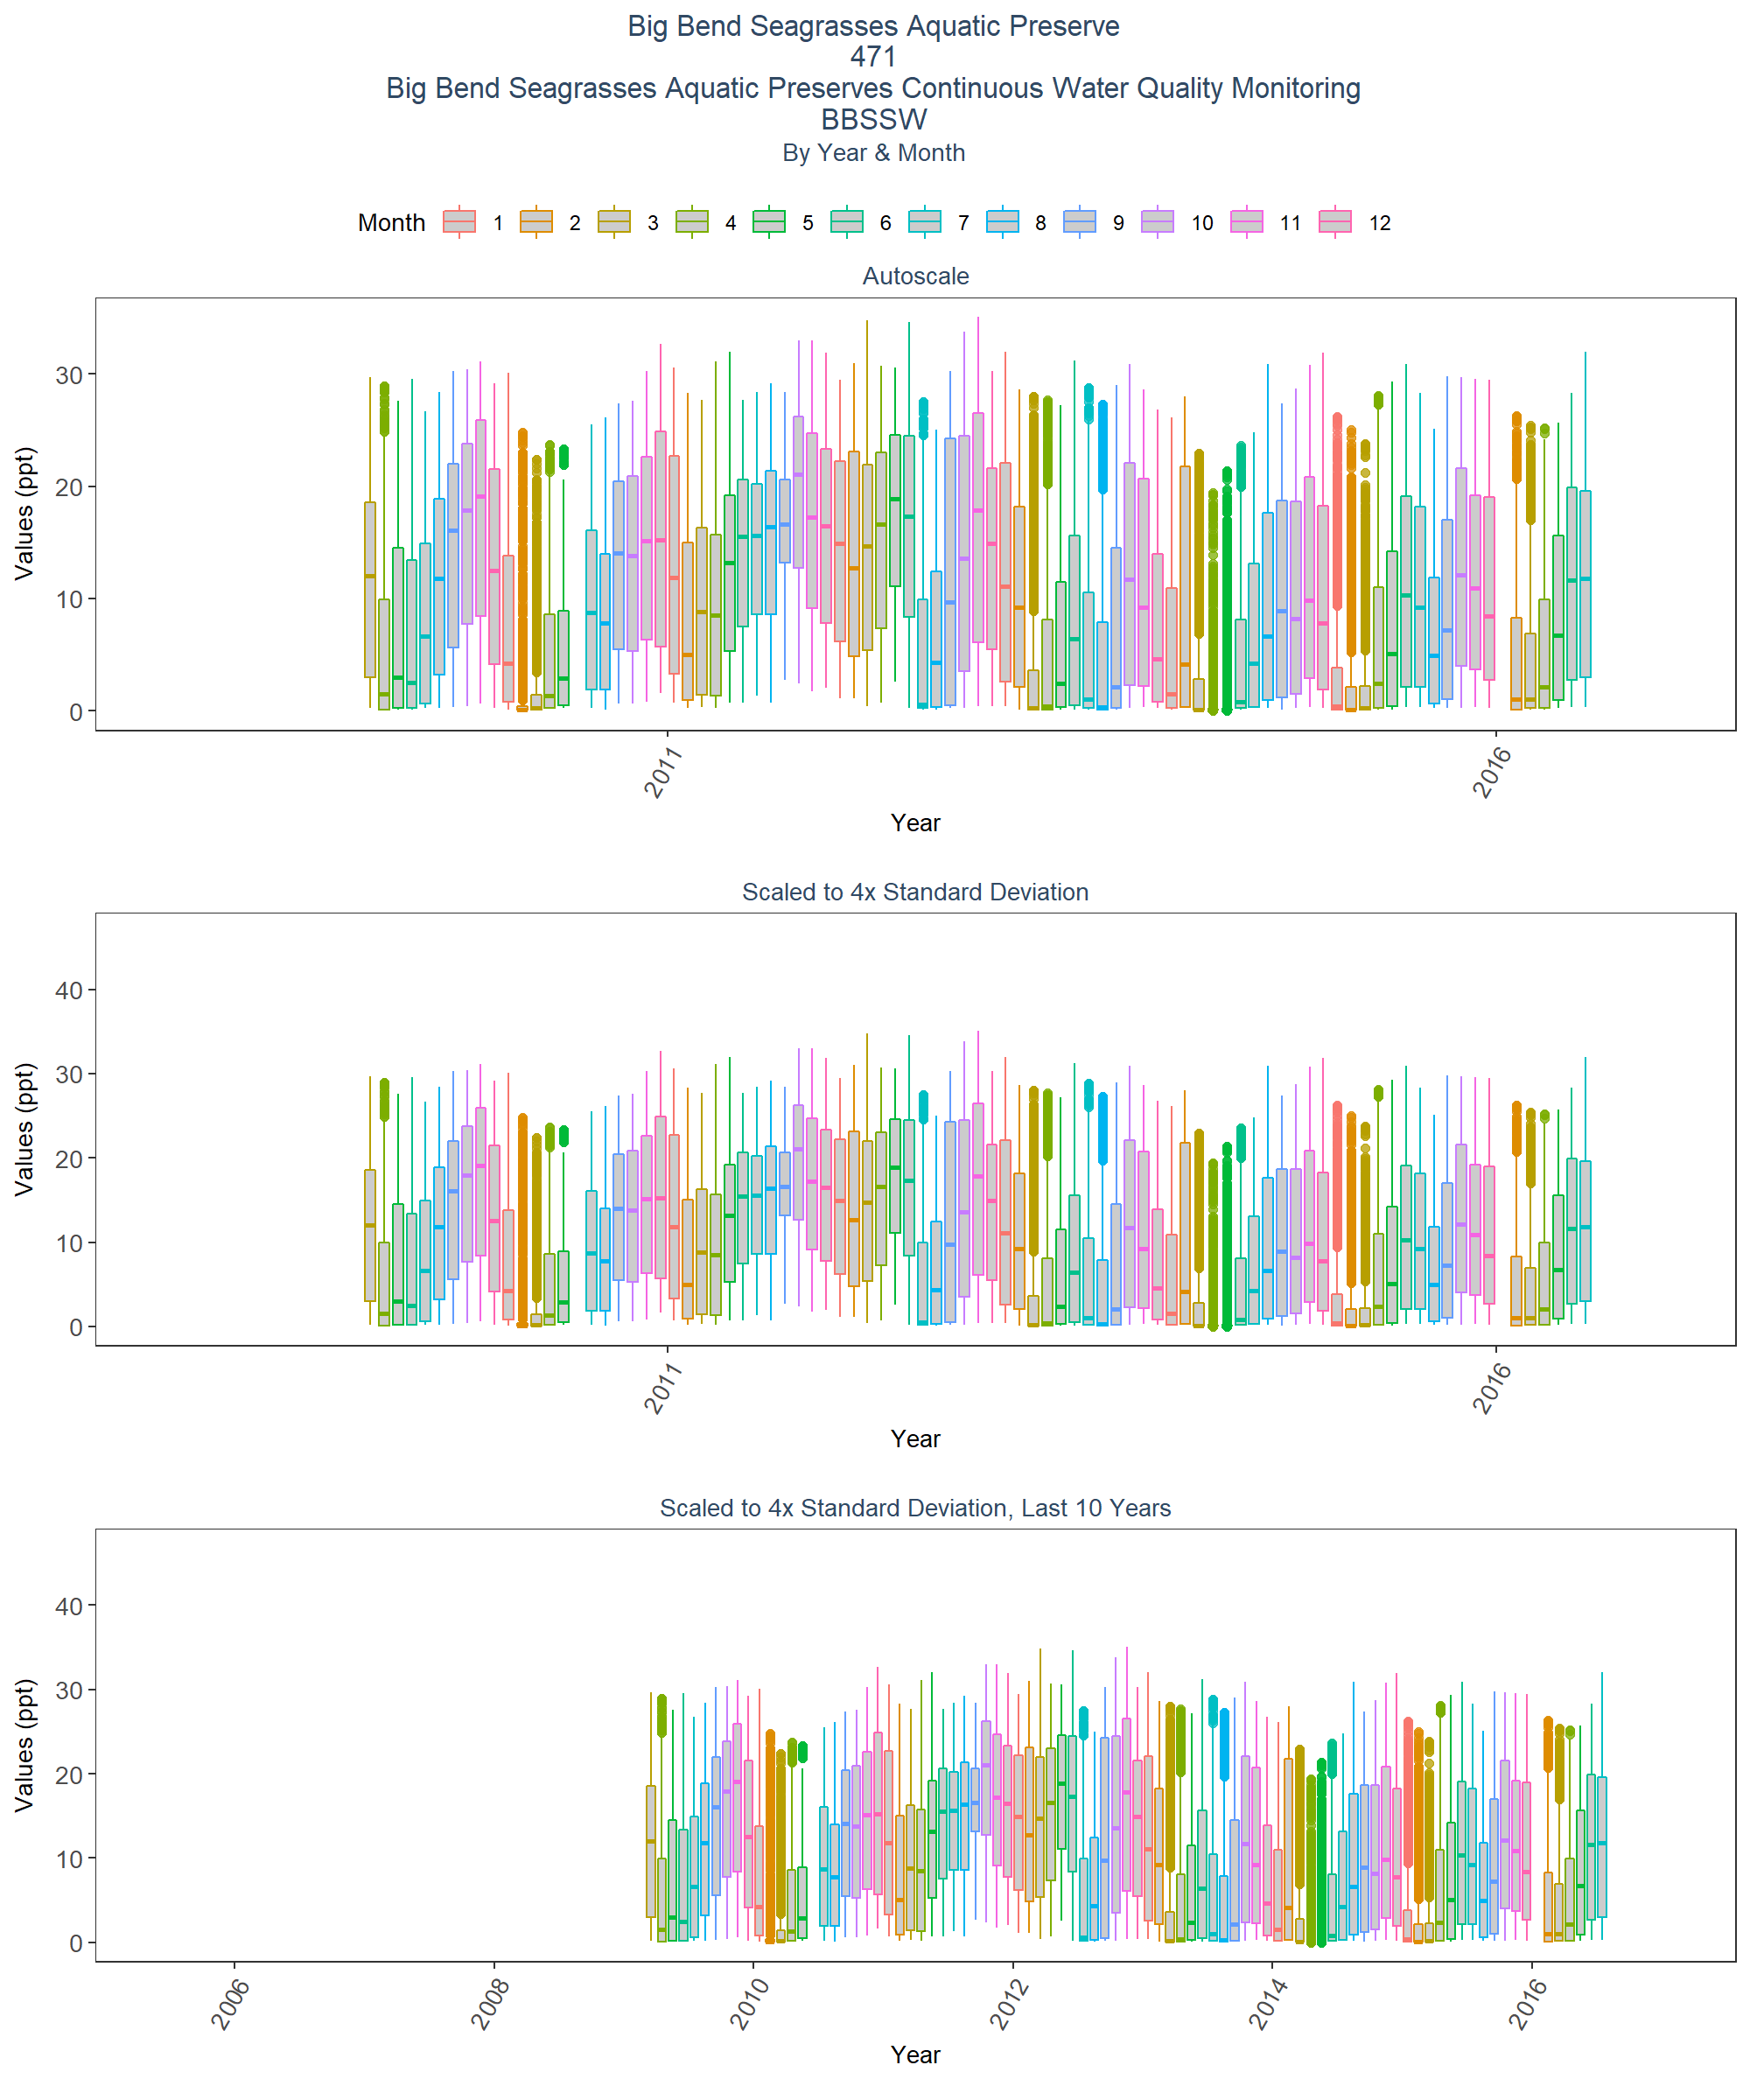 Big Bend Seagrasses Aquatic Preserve
471
Big Bend Seagrasses Aquatic Preserves Continuous Water Quality Monitoring
BBSSW
By Year & Month
Month 1 2 3 4 5 6 7 8 9 10 11 12
Autoscale
Values (ppt)
30
20
10
0
2011 2016
Year
Scaled to 4x Standard Deviation
Values (ppt)
40
30
20
10
0
2011 2016
Year
Scaled to 4x Standard Deviation, Last 10 Years
Values (ppt)
40
30
20
10
0
2006 2008 2010 2012 2014 2016
Year